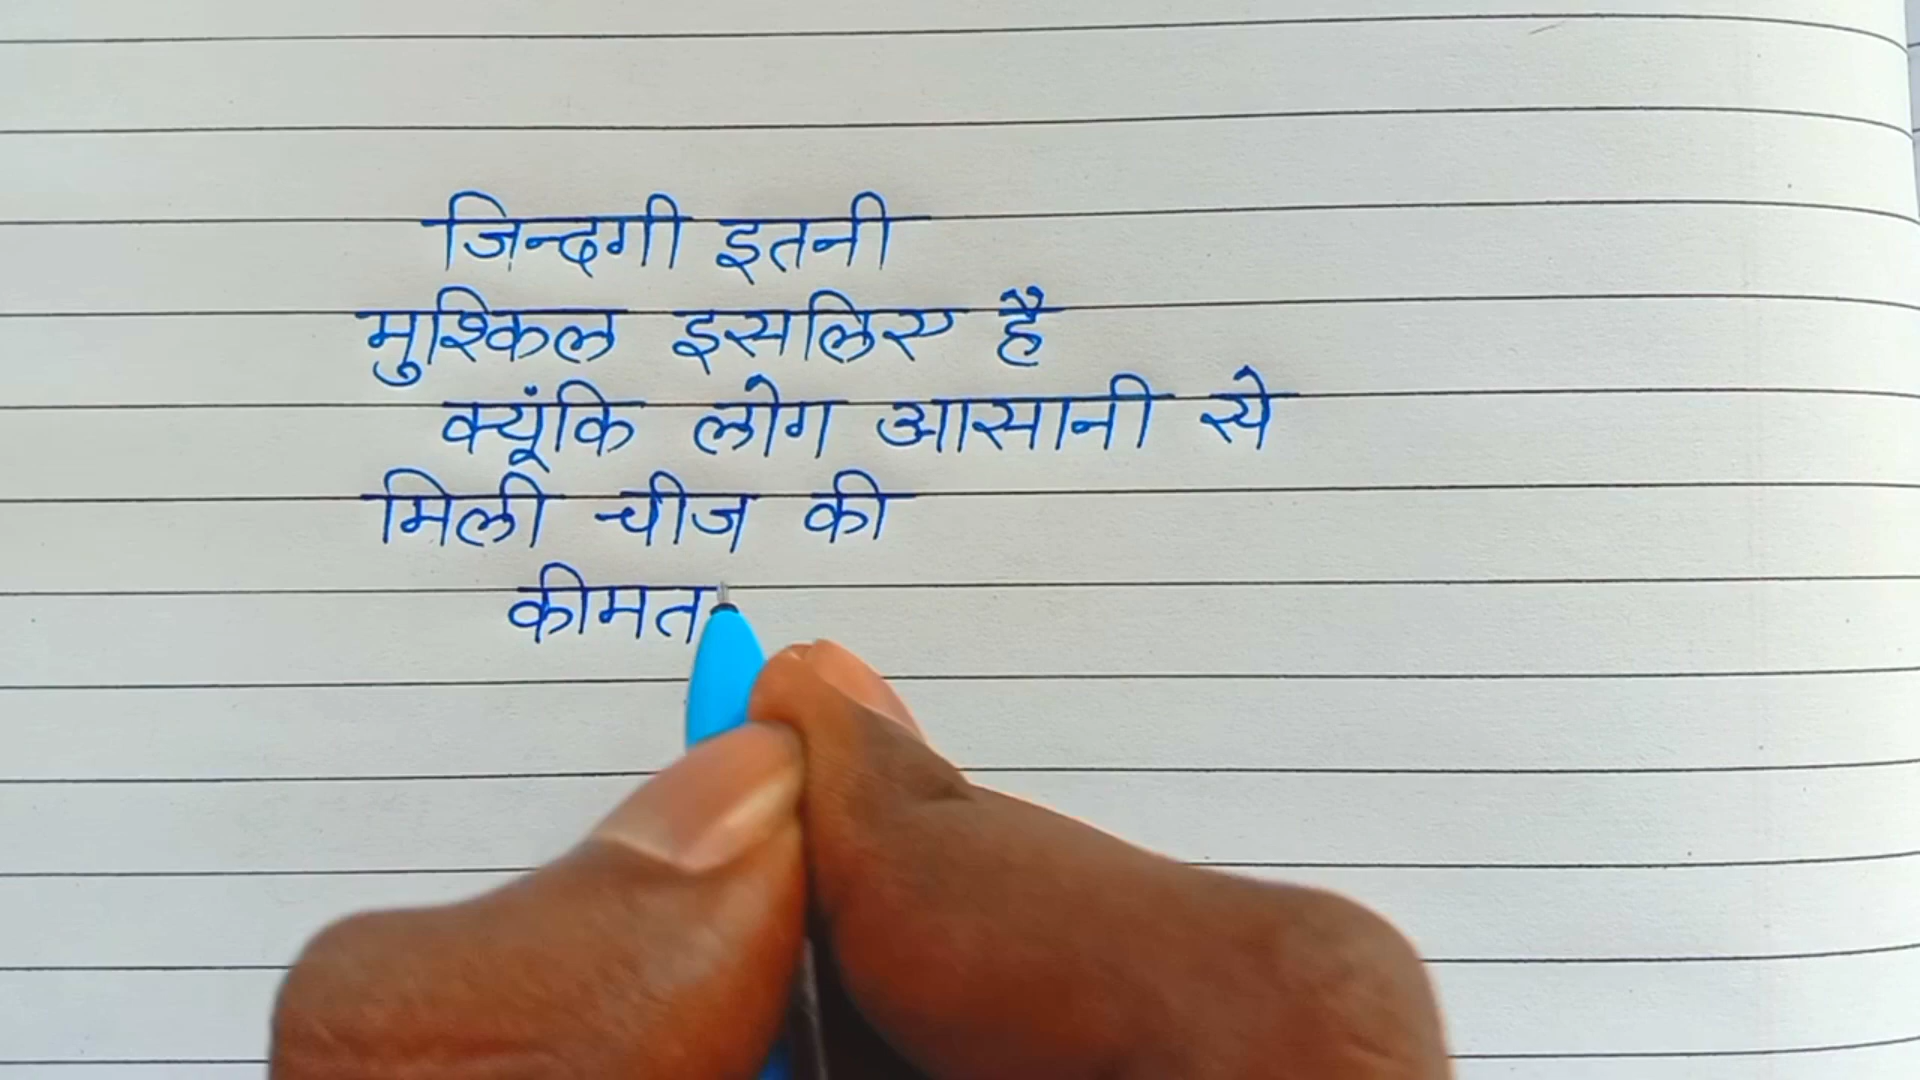 जिन्दगी इतनी
मुश्किल इसलिए है
क्यूंकि लोग आसानी से
मिली चीज की
कीमत